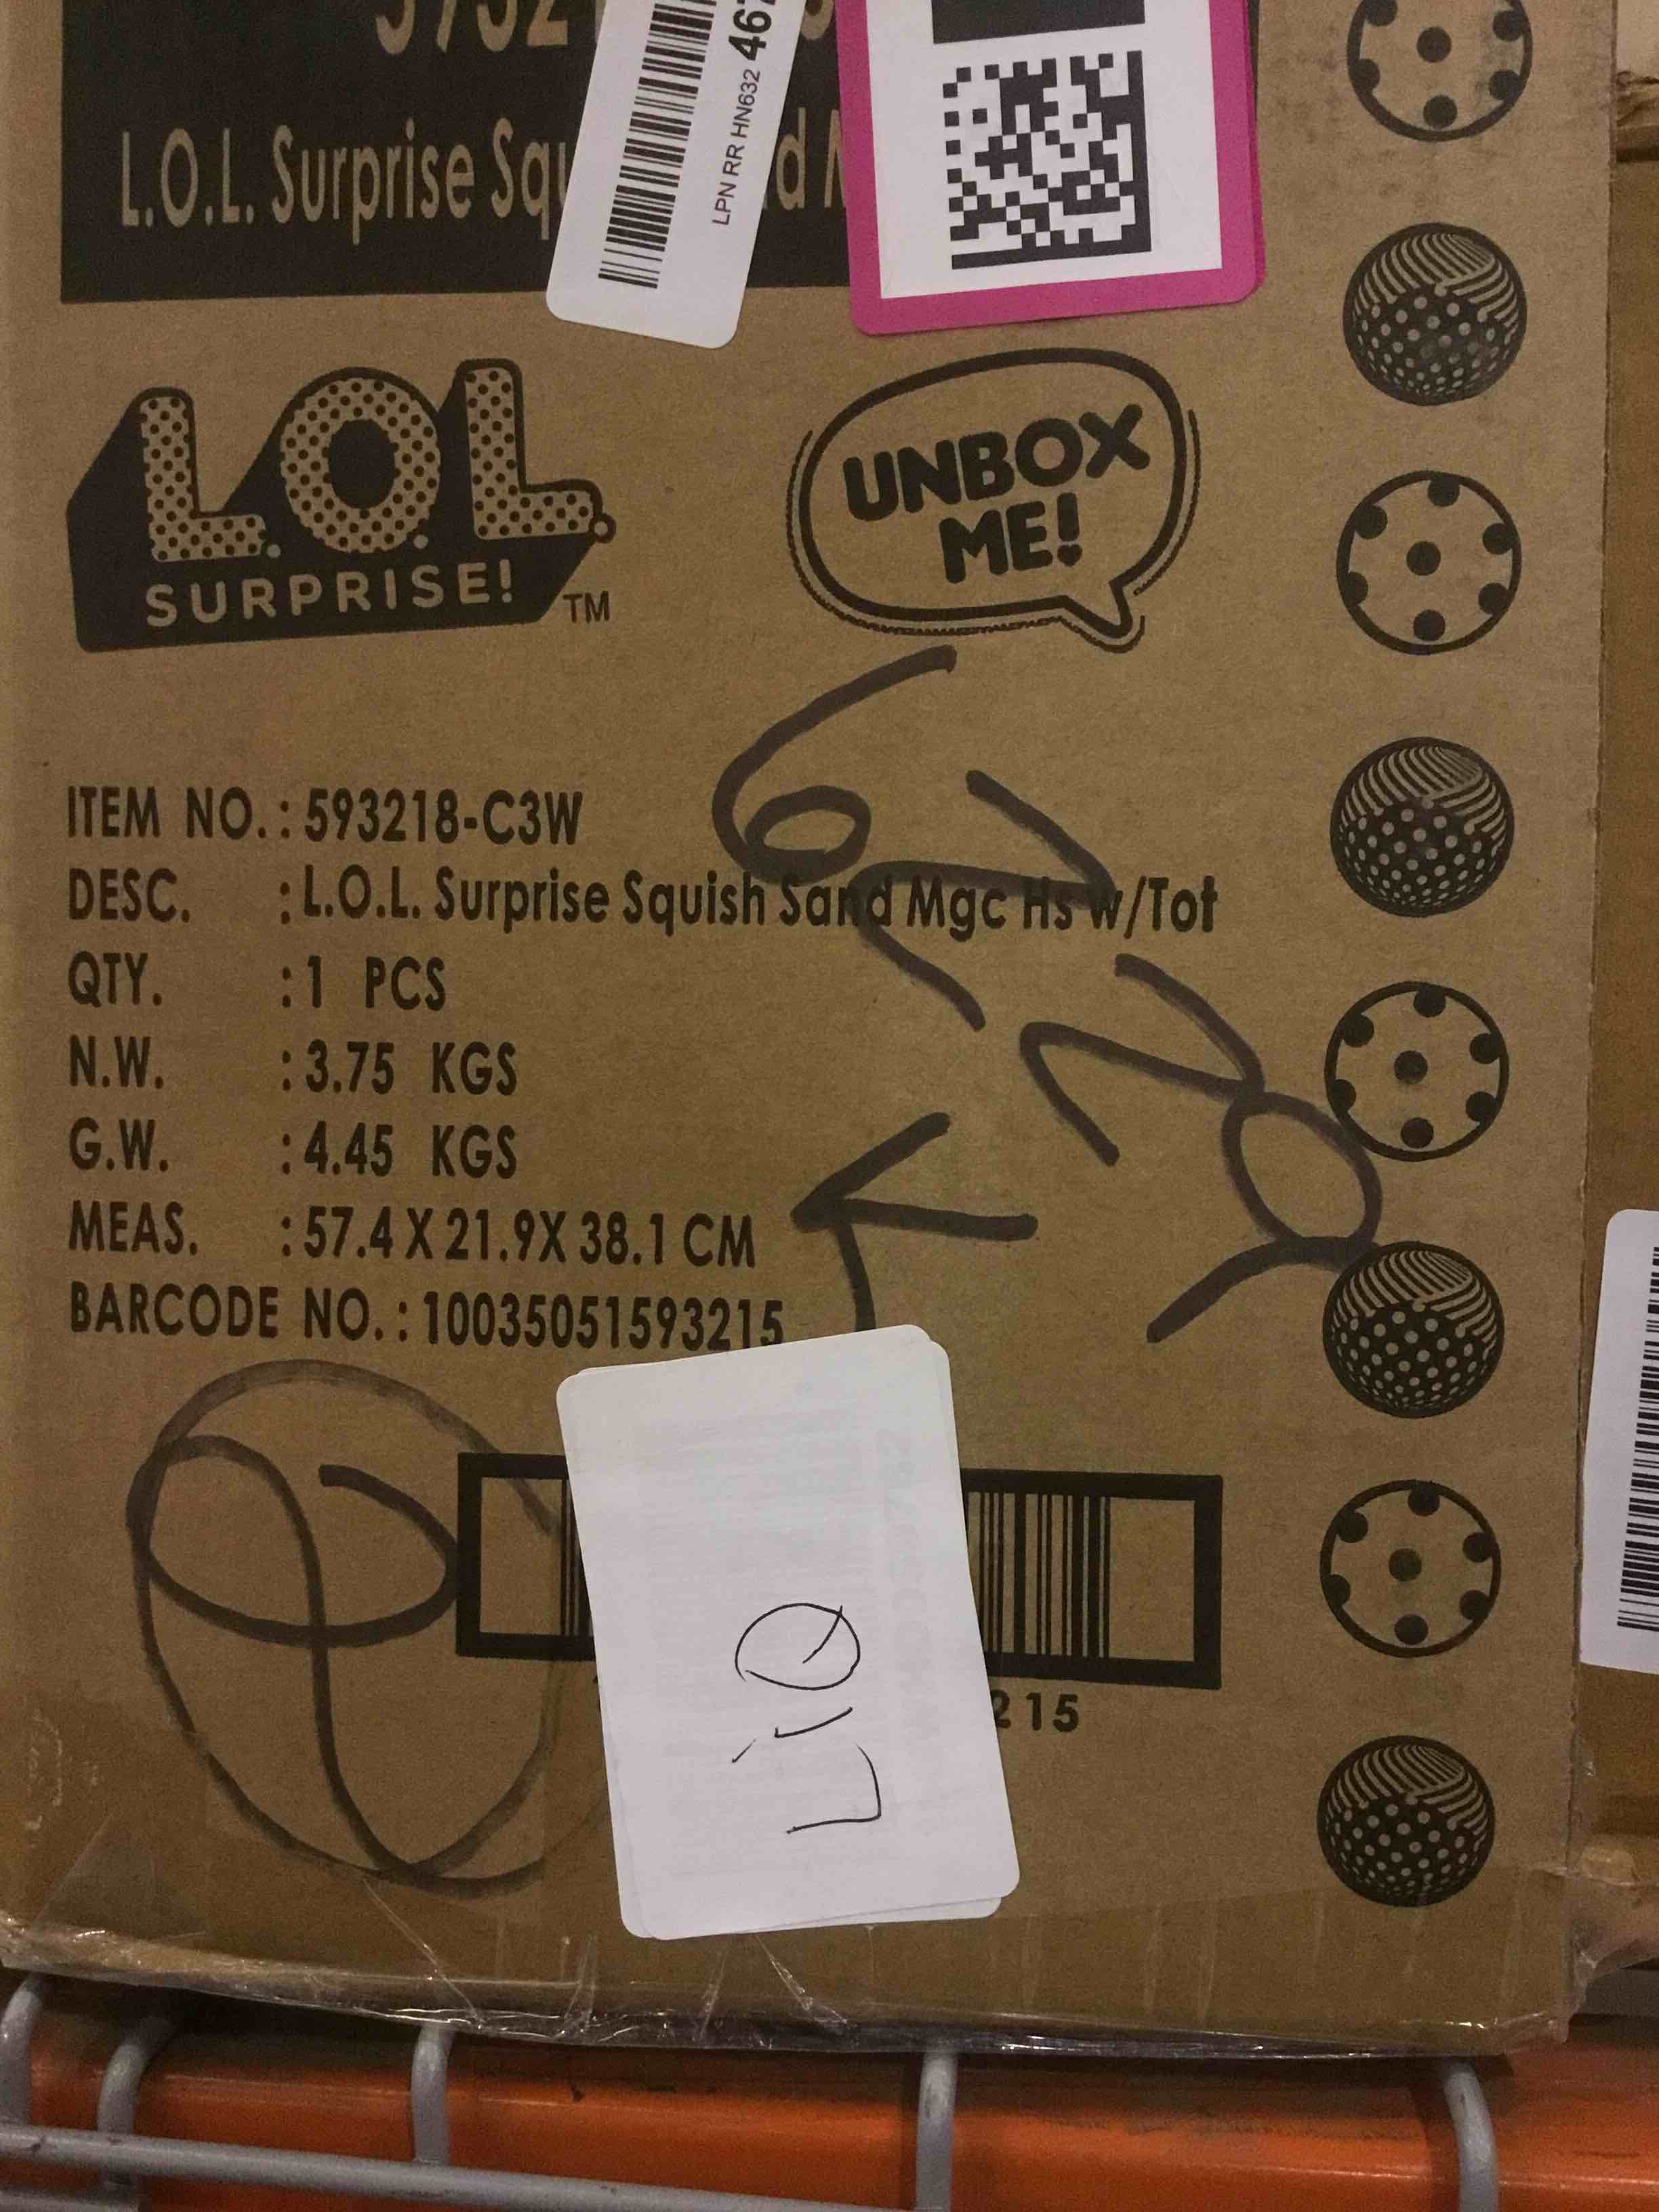 L.O.L. Surprise
LPN RR HN632 467
L.O.L.
SURPRISE!
TM
UNBOX
ME!
ITEM NO.: 593218-C3W
DESC. : L.O.L. Surprise Squish Sand Mgc Hs w/Tot
QTY. : 1 PCS
N.W. : 3.75 KGS
G.W. : 4.45 KGS
MEAS. : 57.4 X 21.9X 38.1 CM
BARCODE NO.: 10035051593215
215
LiQ